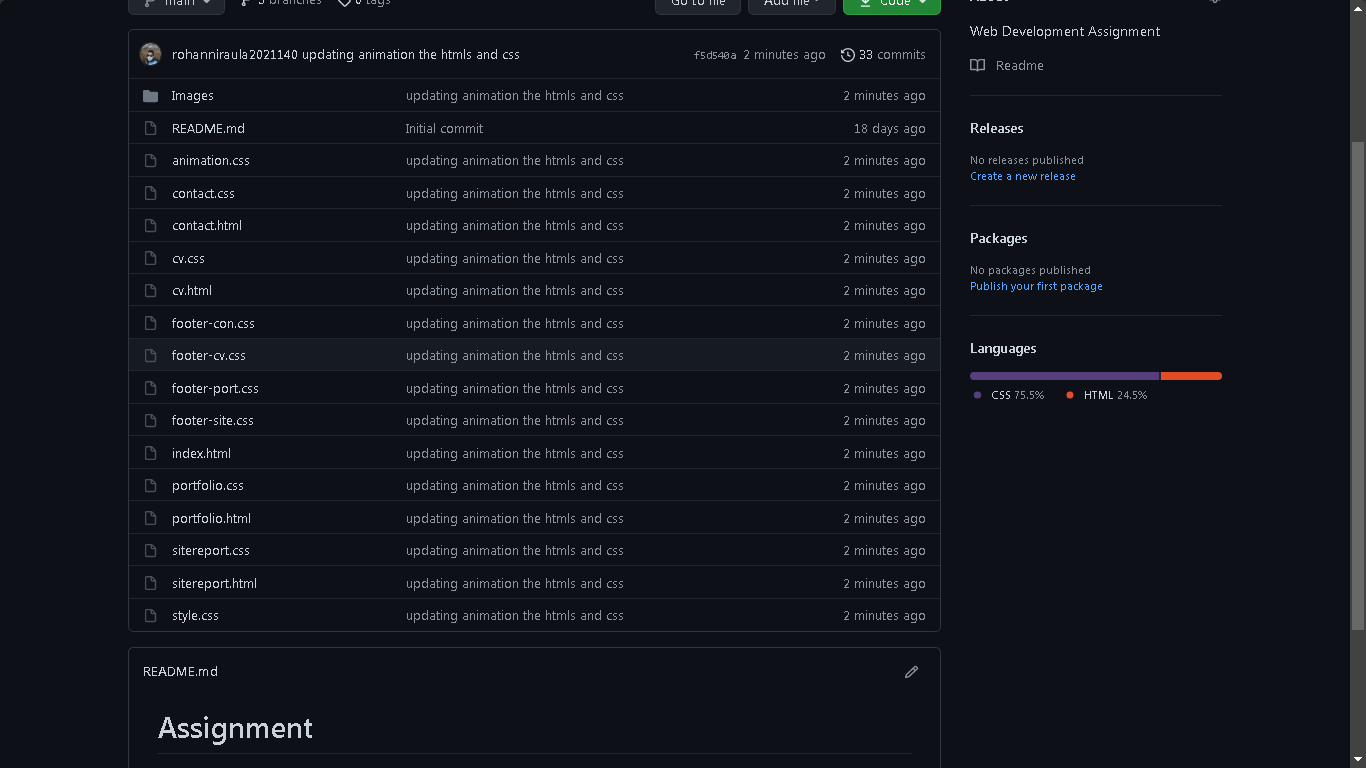 main
3 branches
0 tags
Go to file
Add file
Code
rohanniraula2021140 updating animation the htmls and css f5d540a 2 minutes ago 33 commits
Images updating animation the htmls and css 2 minutes ago
README.md Initial commit 18 days ago
animation.css updating animation the htmls and css 2 minutes ago
contact.css updating animation the htmls and css 2 minutes ago
contact.html updating animation the htmls and css 2 minutes ago
cv.css updating animation the htmls and css 2 minutes ago
cv.html updating animation the htmls and css 2 minutes ago
footer-con.css updating animation the htmls and css 2 minutes ago
footer-cv.css updating animation the htmls and css 2 minutes ago
footer-port.css updating animation the htmls and css 2 minutes ago
footer-site.css updating animation the htmls and css 2 minutes ago
index.html updating animation the htmls and css 2 minutes ago
portfolio.css updating animation the htmls and css 2 minutes ago
portfolio.html updating animation the htmls and css 2 minutes ago
sitereport.css updating animation the htmls and css 2 minutes ago
sitereport.html updating animation the htmls and css 2 minutes ago
style.css updating animation the htmls and css 2 minutes ago
README.md
Assignment
About
Web Development Assignment
Readme
Releases
No releases published
Create a new release
Packages
No packages published
Publish your first package
Languages
CSS 75.5% HTML 24.5%